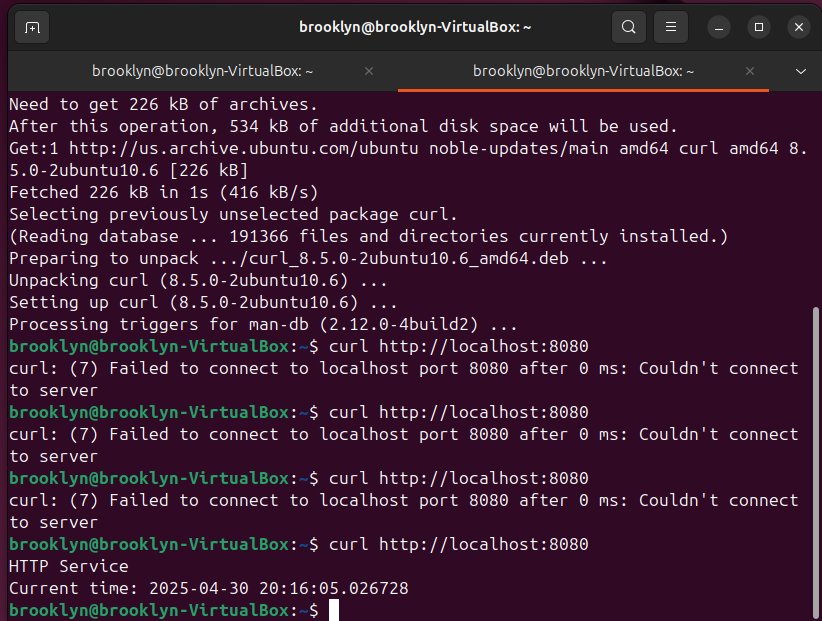 brooklyn@brooklyn-VirtualBox: ~
brooklyn@brooklyn-VirtualBox: ~
brooklyn@brooklyn-VirtualBox: ~
Need to get 226 kB of archives.
After this operation, 534 kB of additional disk space will be used.
Get:1 http://us.archive.ubuntu.com/ubuntu noble-updates/main amd64 curl amd64 8.
5.0-2ubuntu10.6 [226 kB]
Fetched 226 kB in 1s (416 kB/s)
Selecting previously unselected package curl.
(Reading database ... 191366 files and directories currently installed.)
Preparing to unpack .../curl_8.5.0-2ubuntu10.6_amd64.deb ...
Unpacking curl (8.5.0-2ubuntu10.6) ...
Setting up curl (8.5.0-2ubuntu10.6) ...
Processing triggers for man-db (2.12.0-4build2) ...
brooklyn@brooklyn-VirtualBox:~$ curl http://localhost:8080
curl: (7) Failed to connect to localhost port 8080 after 0 ms: Couldn't connect
to server
brooklyn@brooklyn-VirtualBox:~$ curl http://localhost:8080
curl: (7) Failed to connect to localhost port 8080 after 0 ms: Couldn't connect
to server
brooklyn@brooklyn-VirtualBox:~$ curl http://localhost:8080
curl: (7) Failed to connect to localhost port 8080 after 0 ms: Couldn't connect
to server
brooklyn@brooklyn-VirtualBox:~$ curl http://localhost:8080
HTTP Service
Current time: 2025-04-30 20:16:05.026728
brooklyn@brooklyn-VirtualBox:~$